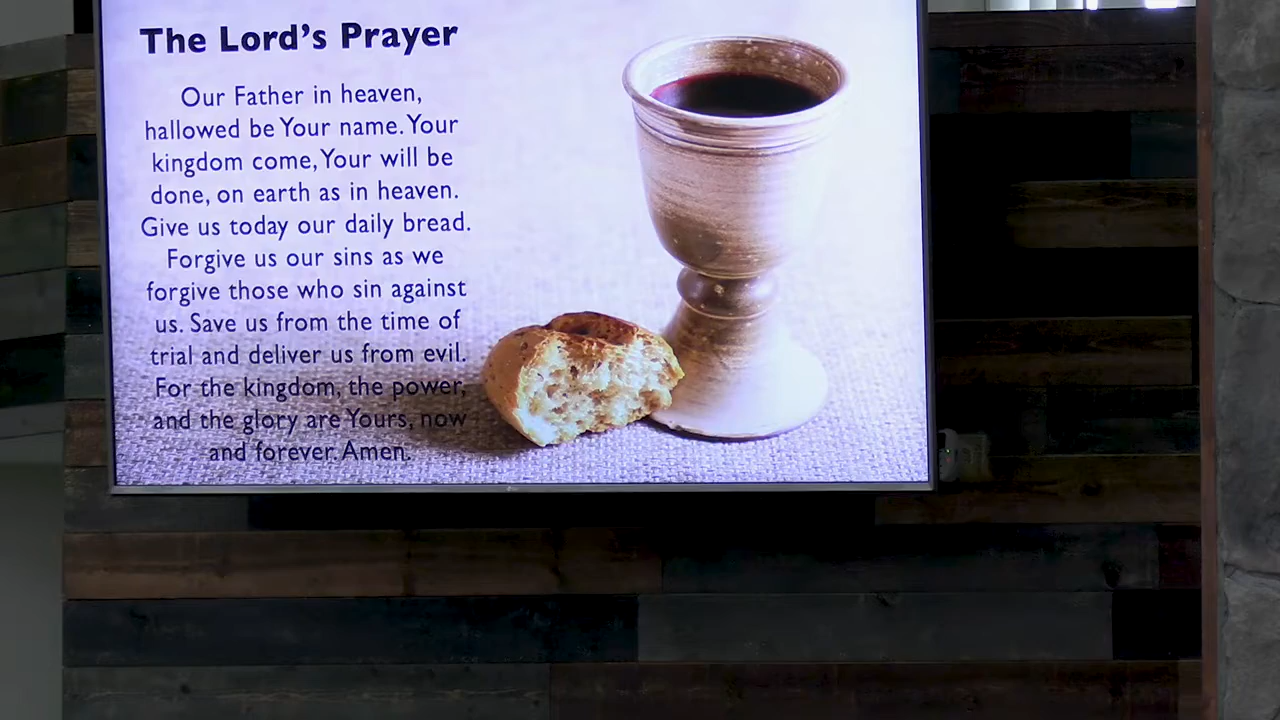 The Lord's Prayer
Our Father in heaven,
hallowed be Your name. Your
kingdom come, Your will be
done, on earth as in heaven.
Give us today our daily bread.
Forgive us our sins as we
forgive those who sin against
us. Save us from the time of
trial and deliver us from evil.
For the kingdom, the power,
and the glory are Yours, now
and forever. Amen.